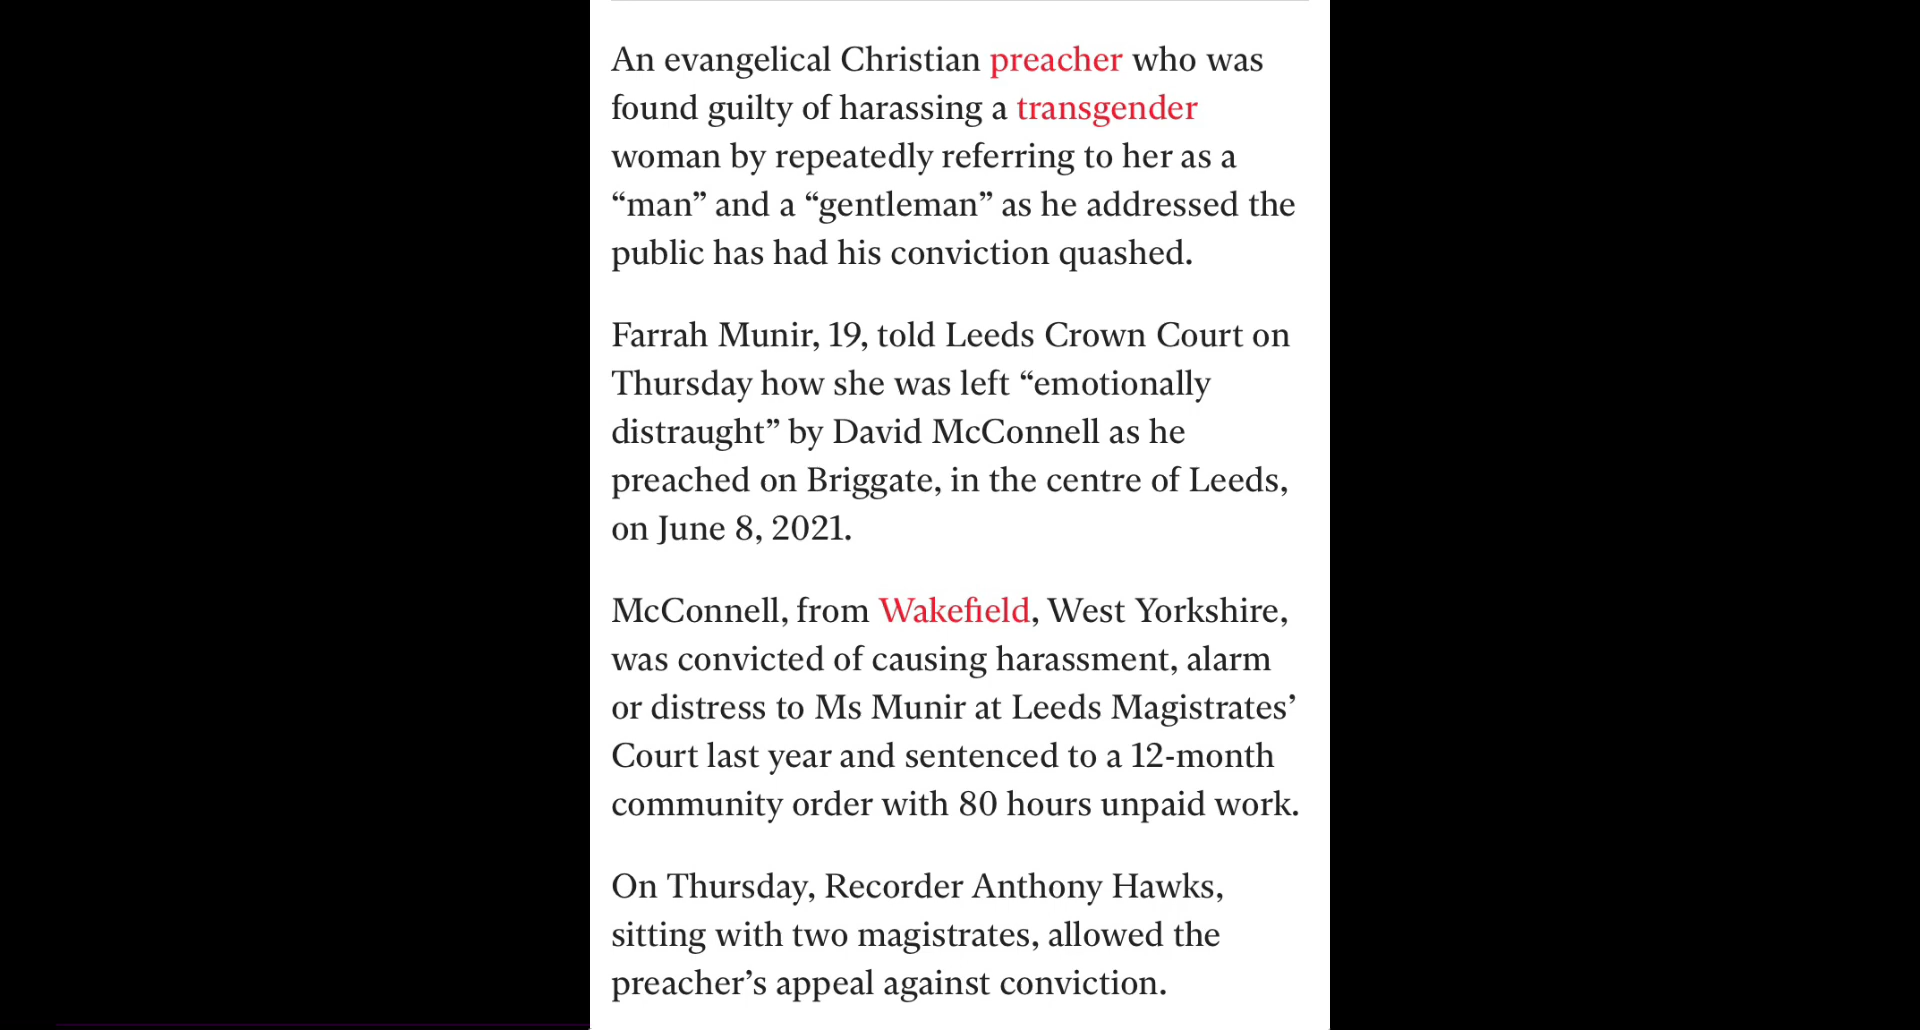 An evangelical Christian preacher who was
found guilty of harassing a transgender
woman by repeatedly referring to her as a
“man” and a “gentleman” as he addressed the
public has had his conviction quashed.
Farrah Munir, 19, told Leeds Crown Court on
Thursday how she was left “emotionally
distraught” by David McConnell as he
preached on Briggate, in the centre of Leeds,
on June 8, 2021.
McConnell, from Wakefield, West Yorkshire,
was convicted of causing harassment, alarm
or distress to Ms Munir at Leeds Magistrates’
Court last year and sentenced to a 12-month
community order with 80 hours unpaid work.
On Thursday, Recorder Anthony Hawks,
sitting with two magistrates, allowed the
preacher’s appeal against conviction.